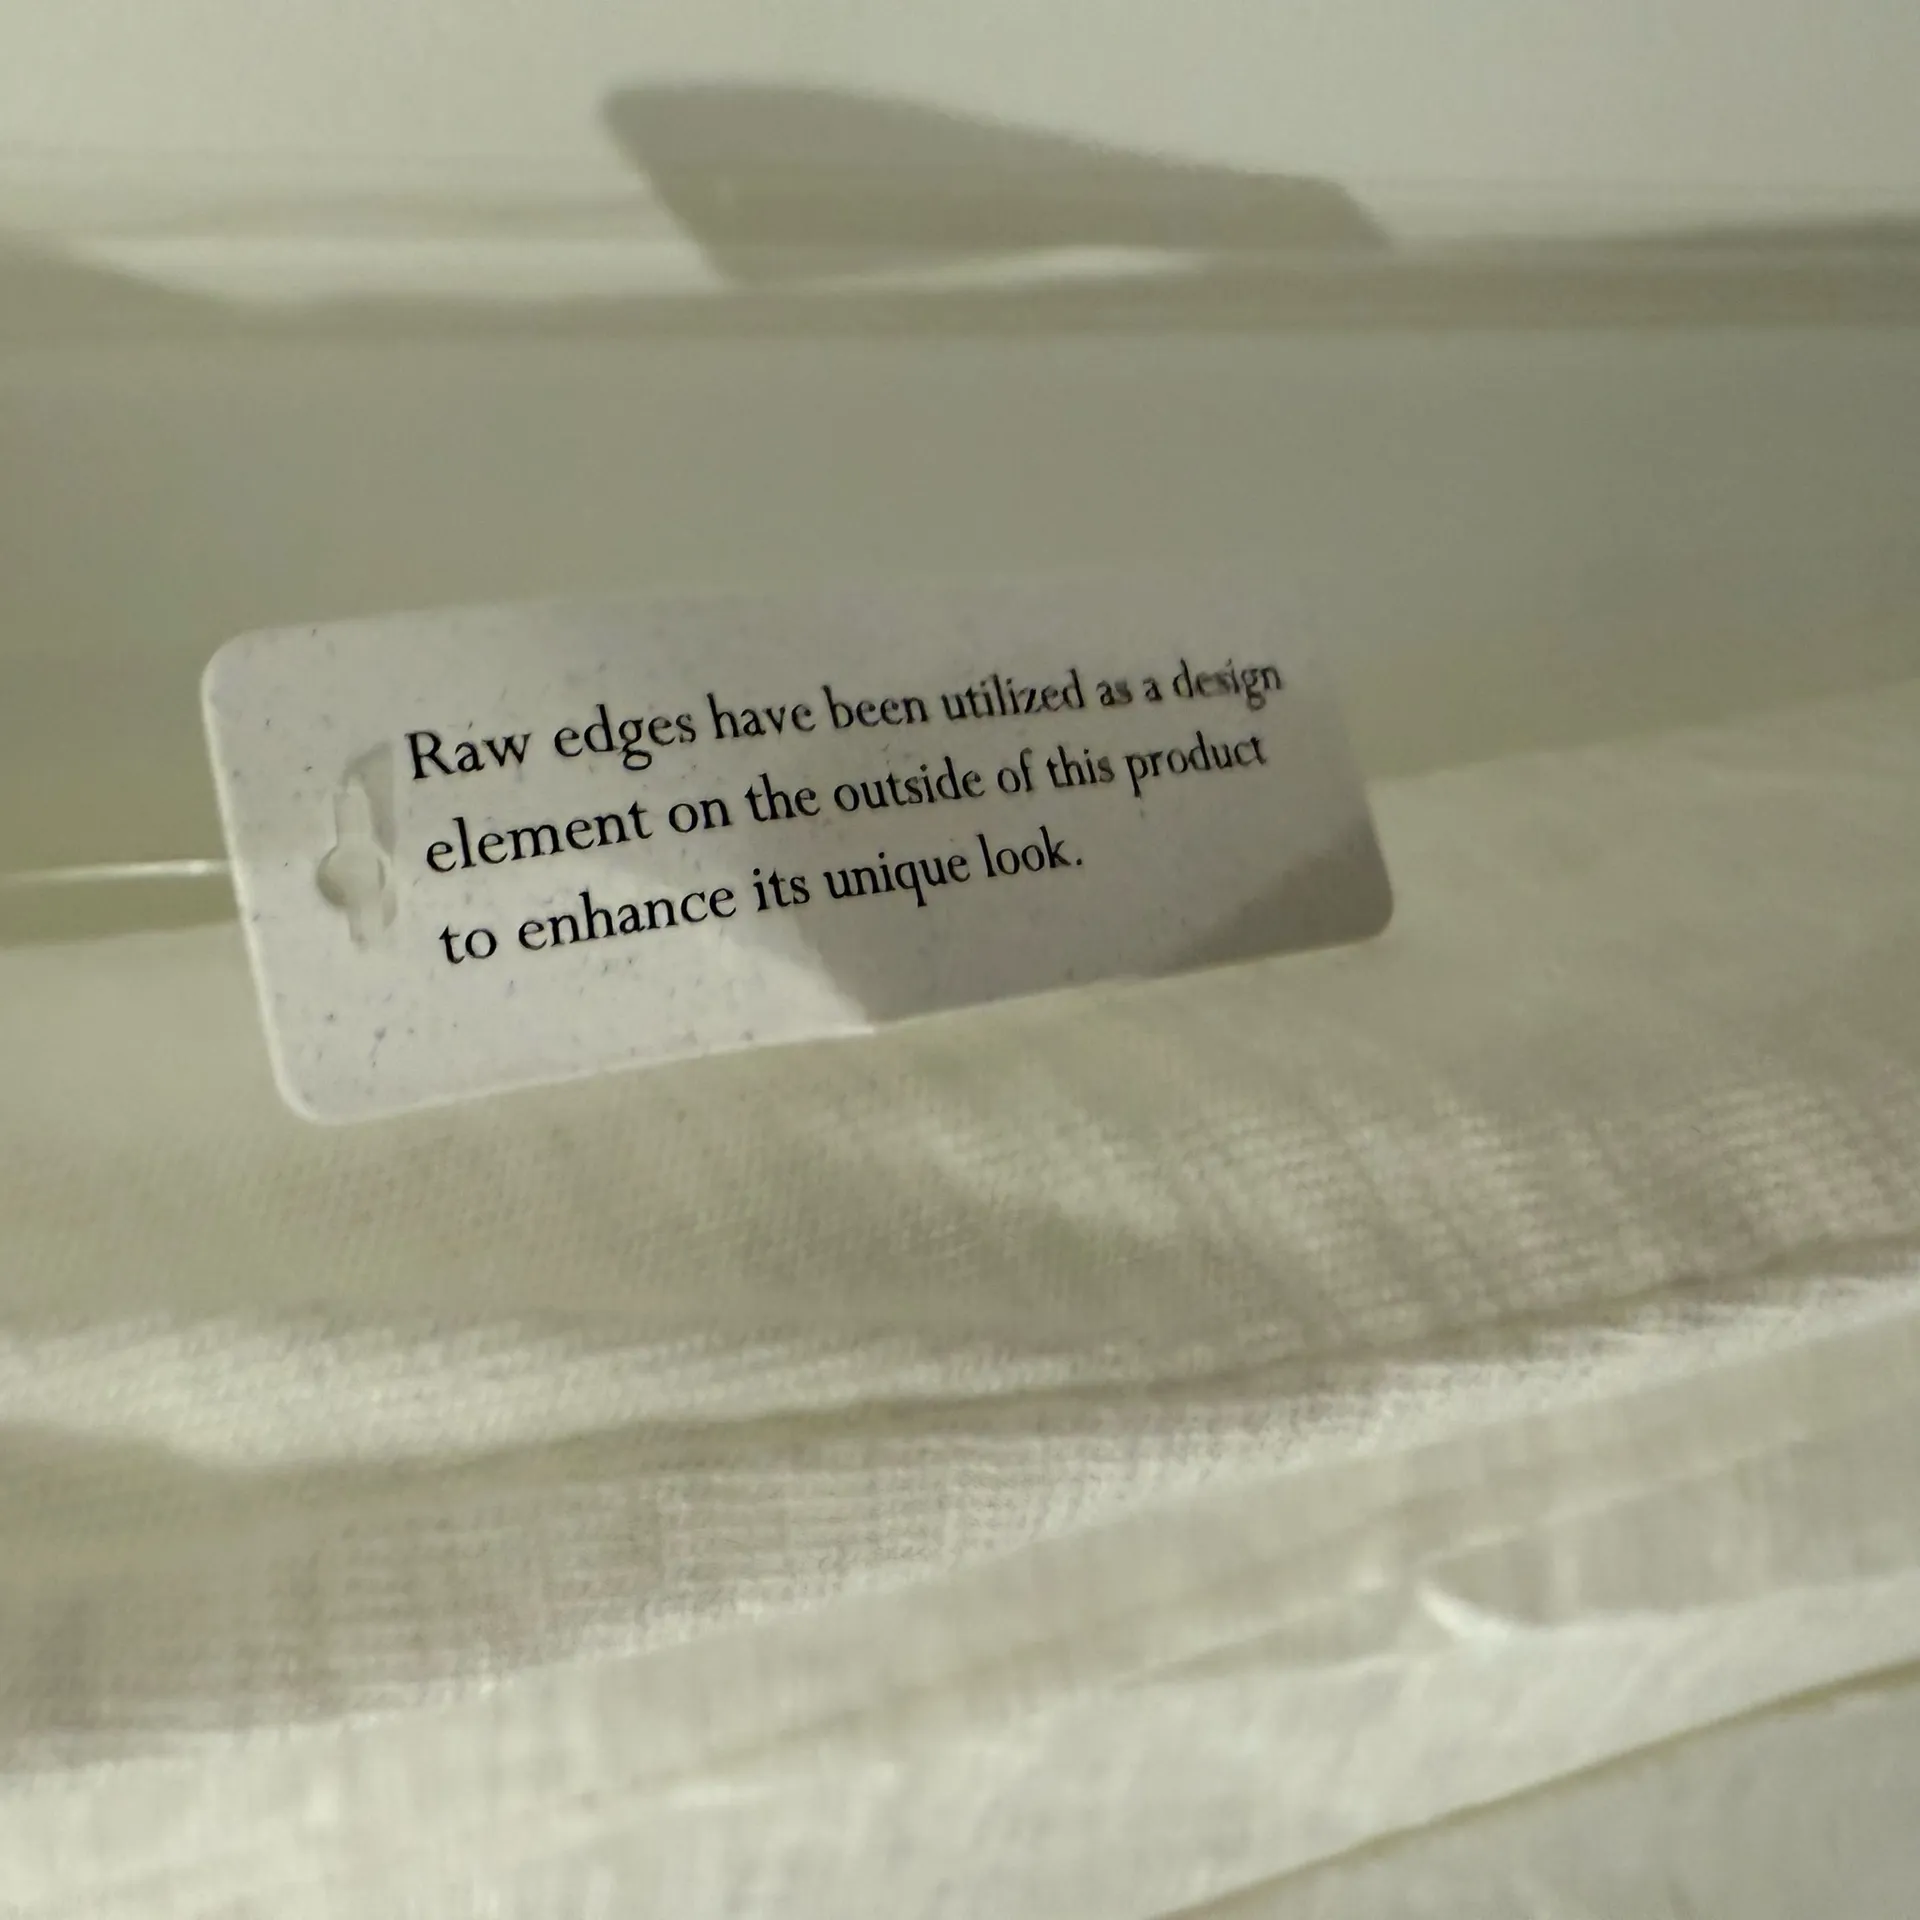 Raw edges have been utilized as a design
element on the outside of this product
to enhance its unique look.